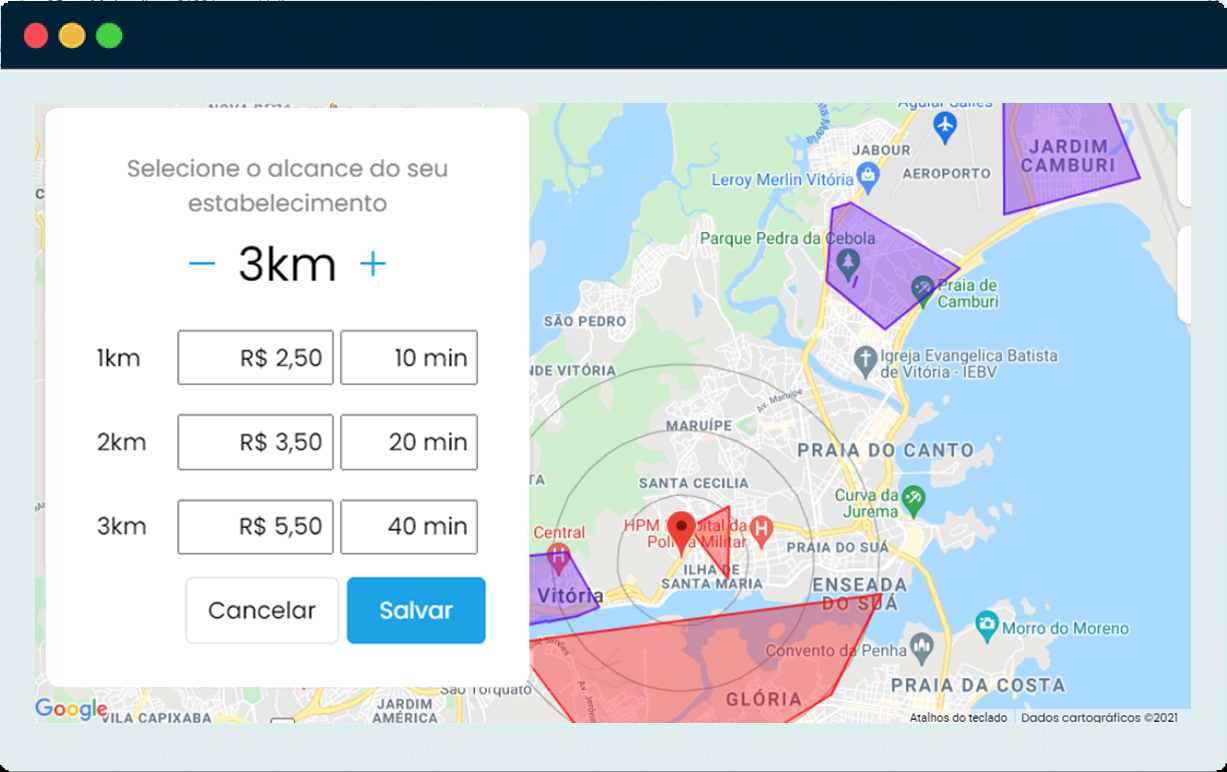 Selecione o alcance do seu
estabelecimento
− 3km +
1km R$ 2,50 10 min
2km R$ 3,50 20 min
3km R$ 5,50 40 min
Cancelar Salvar
Aguiar Salles
JABOUR
JARDIM
CAMBURI
AEROPORTO
Leroy Merlin Vitória
Parque Pedra da Cebola
Praia de
Camburi
SÃO PEDRO
Igreja Evangelica Batista
de Vitória - IEBV
NDE VITÓRIA
Av. Maruípe
MARUÍPE
PRAIA DO CANTO
TA
SANTA CECILIA
Curva da
Jurema
Central
HPM Hospital da
Polícia Militar
PRAIA DO SUÁ
ILHA DE
SANTA MARIA
ENSEADA
DO SUÁ
Vitória
Morro do Moreno
Convento da Penha
PRAIA DA COSTA
GLÓRIA
São Torquato
JARDIM
AMÉRICA
VILA CAPIXABA
Google
Atalhos do teclado
Dados cartográficos ©2021